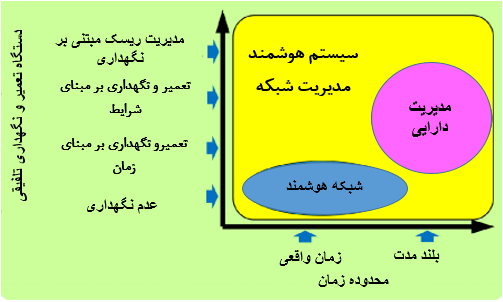 دستگاه تعمیر و نگهداری تلفیقی
مدیریت ریسک مبتنی بر
نگهداری
تعمیر و نگهداری بر مبنای
شرایط
تعمیرو نگهداری بر مبنای
زمان
عدم نگهداری
سیستم هوشمند
مدیریت شبکه
مدیریت
دارایی
شبکه هوشمند
زمان واقعی
بلند مدت
محدوده زمان